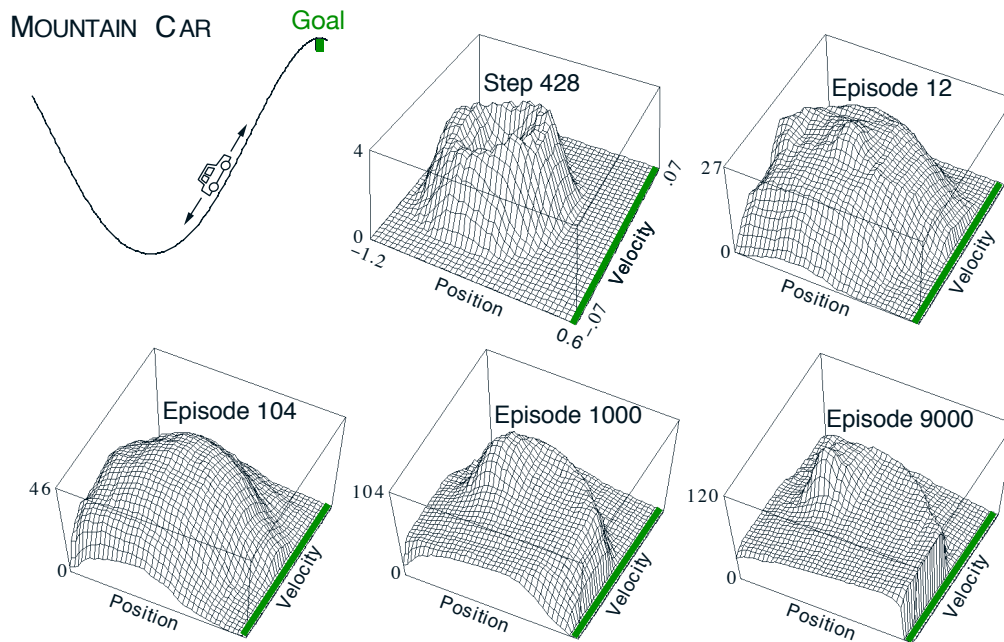 MOUNTAIN CAR
Goal
Step 428
4
0
−1.2
Position
0.6
−.07
Velocity
.07
Episode 12
27
0
Position
Velocity
Episode 104
46
0
Position
Velocity
Episode 1000
104
0
Position
Velocity
Episode 9000
120
0
Position
Velocity